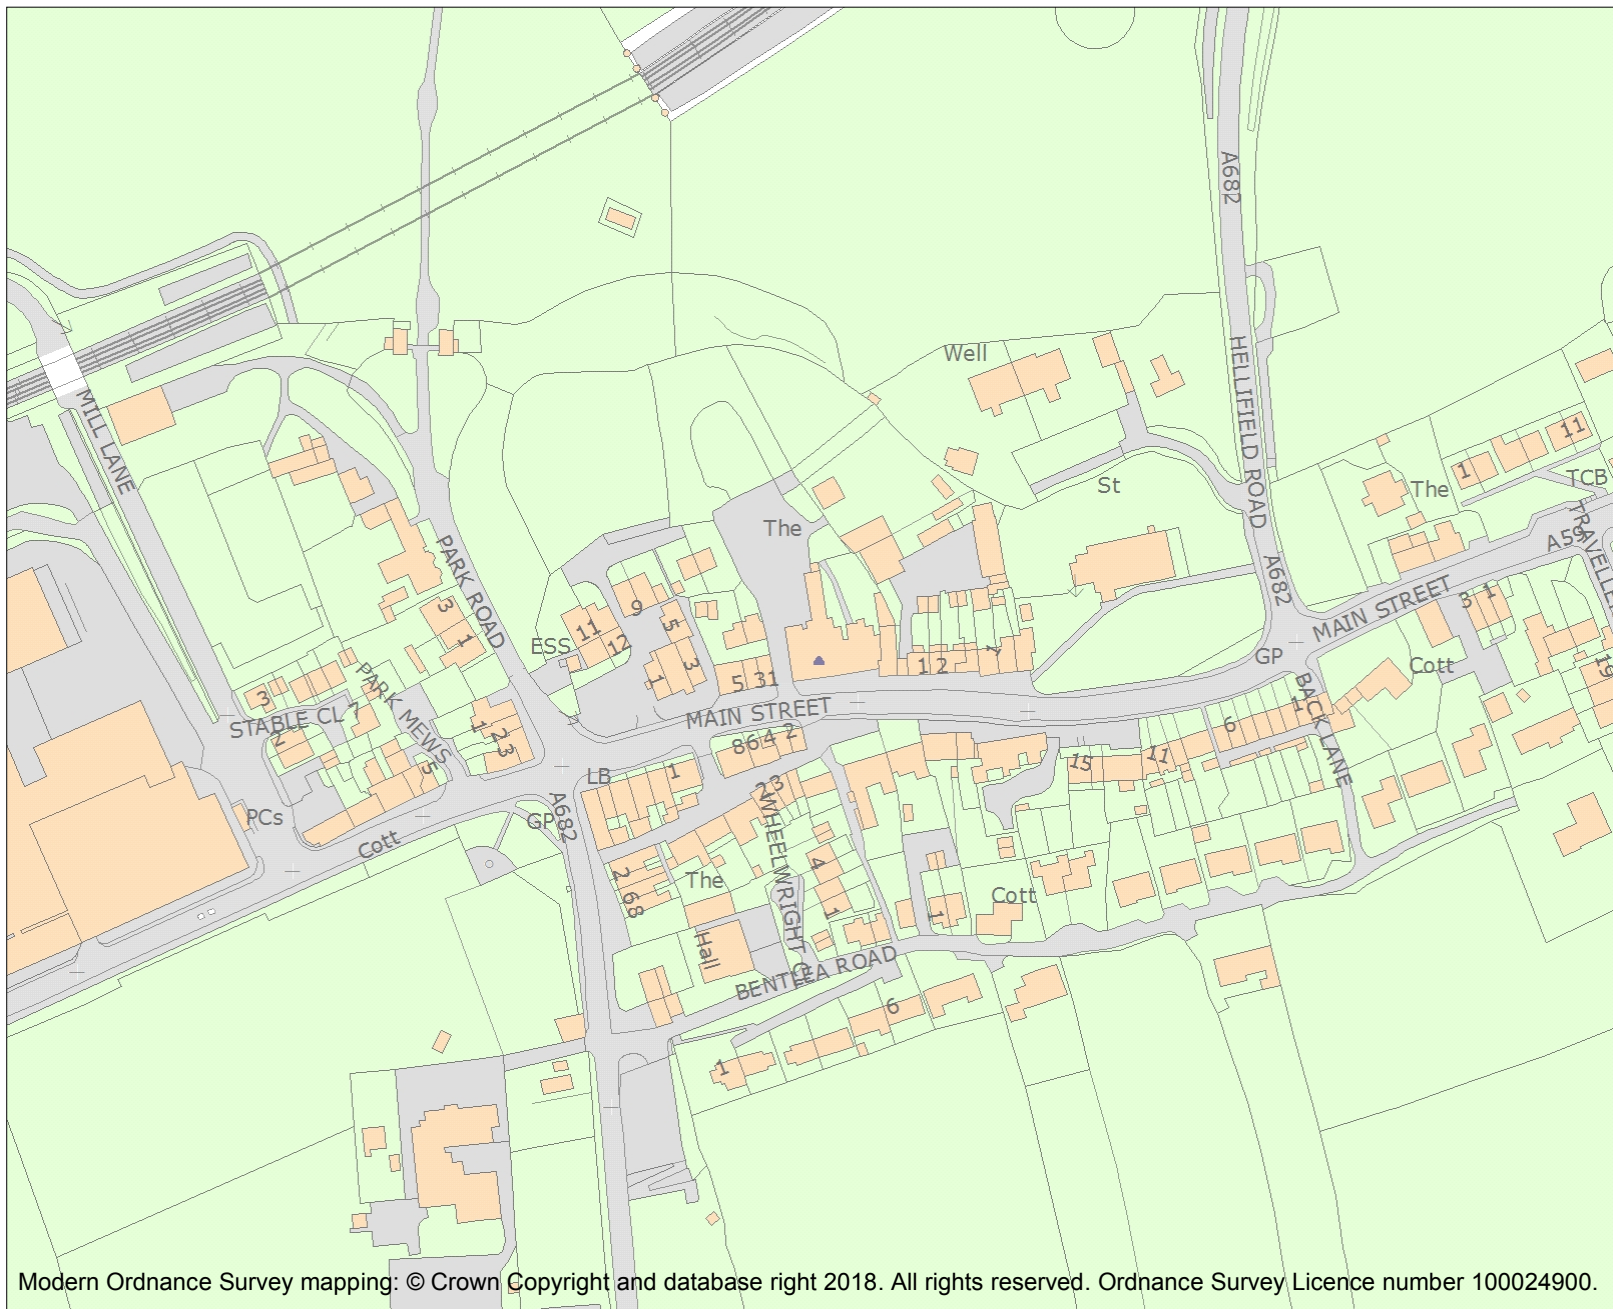 A682
Well
MILL LANE
HELLIFIELD ROAD
11
1
The
TCB
St
The
A59
TRAVELLE
PARK ROAD
A682
MAIN STREET
3
1
9
5
11
12
3
1
ESS
3
1
5 31
1 2
1
GP
Cott
19
PARK MEWS
3
STABLE CL 7
2
MAIN STREET
BACK LANE
1
2 3
8 6 4 2
6
1
15
11
5
LB
1
2 3
A682
GP
PCs
Cott
WHEELWRIGHT CL
4
1
2
6 8
The
Cott
1
Hall
BENTLEA ROAD
6
1
Modern Ordnance Survey mapping: © Crown Copyright and database right 2018. All rights reserved. Ordnance Survey Licence number 100024900.